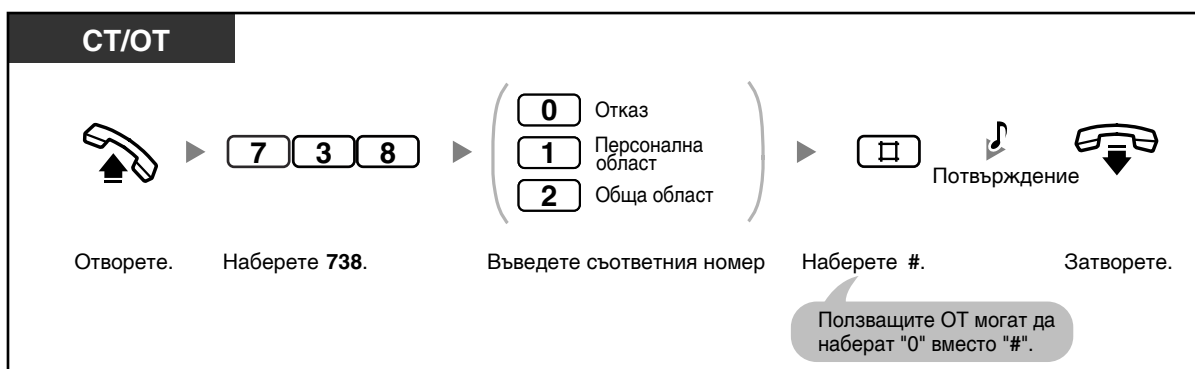 СТ/ОТ
0 Отказ
1 Персонална
област
2 Обща област
7 3 8
#
Потвърждение
Отворете.
Наберете 738.
Въведете съответния номер
Наберете #.
Затворете.
Ползващите ОТ могат да
наберат "0" вместо "#".